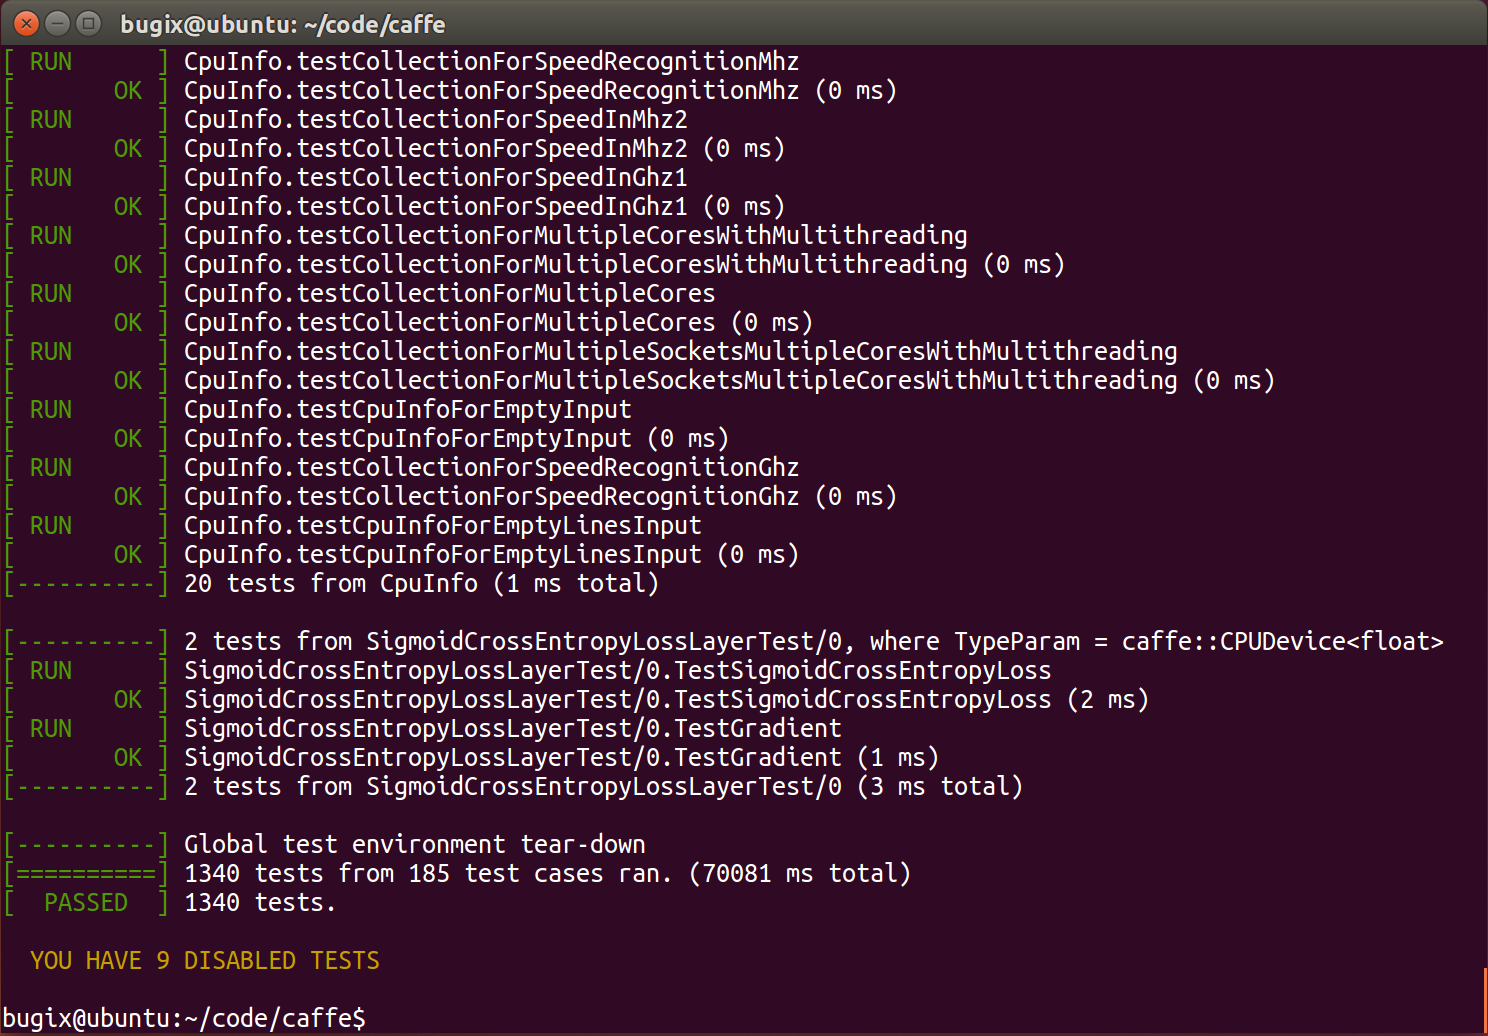 bugix@ubuntu: ~/code/caffe
[ RUN      ] CpuInfo.testCollectionForSpeedRecognitionMhz
[       OK ] CpuInfo.testCollectionForSpeedRecognitionMhz (0 ms)
[ RUN      ] CpuInfo.testCollectionForSpeedInMhz2
[       OK ] CpuInfo.testCollectionForSpeedInMhz2 (0 ms)
[ RUN      ] CpuInfo.testCollectionForSpeedInGhz1
[       OK ] CpuInfo.testCollectionForSpeedInGhz1 (0 ms)
[ RUN      ] CpuInfo.testCollectionForMultipleCoresWithMultithreading
[       OK ] CpuInfo.testCollectionForMultipleCoresWithMultithreading (0 ms)
[ RUN      ] CpuInfo.testCollectionForMultipleCores
[       OK ] CpuInfo.testCollectionForMultipleCores (0 ms)
[ RUN      ] CpuInfo.testCollectionForMultipleSocketsMultipleCoresWithMultithreading
[       OK ] CpuInfo.testCollectionForMultipleSocketsMultipleCoresWithMultithreading (0 ms)
[ RUN      ] CpuInfo.testCpuInfoForEmptyInput
[       OK ] CpuInfo.testCpuInfoForEmptyInput (0 ms)
[ RUN      ] CpuInfo.testCollectionForSpeedRecognitionGhz
[       OK ] CpuInfo.testCollectionForSpeedRecognitionGhz (0 ms)
[ RUN      ] CpuInfo.testCpuInfoForEmptyLinesInput
[       OK ] CpuInfo.testCpuInfoForEmptyLinesInput (0 ms)
[----------] 20 tests from CpuInfo (1 ms total)

[----------] 2 tests from SigmoidCrossEntropyLossLayerTest/0, where TypeParam = caffe::CPUDevice<float>
[ RUN      ] SigmoidCrossEntropyLossLayerTest/0.TestSigmoidCrossEntropyLoss
[       OK ] SigmoidCrossEntropyLossLayerTest/0.TestSigmoidCrossEntropyLoss (2 ms)
[ RUN      ] SigmoidCrossEntropyLossLayerTest/0.TestGradient
[       OK ] SigmoidCrossEntropyLossLayerTest/0.TestGradient (1 ms)
[----------] 2 tests from SigmoidCrossEntropyLossLayerTest/0 (3 ms total)

[----------] Global test environment tear-down
[==========] 1340 tests from 185 test cases ran. (70081 ms total)
[  PASSED  ] 1340 tests.

  YOU HAVE 9 DISABLED TESTS

bugix@ubuntu:~/code/caffe$